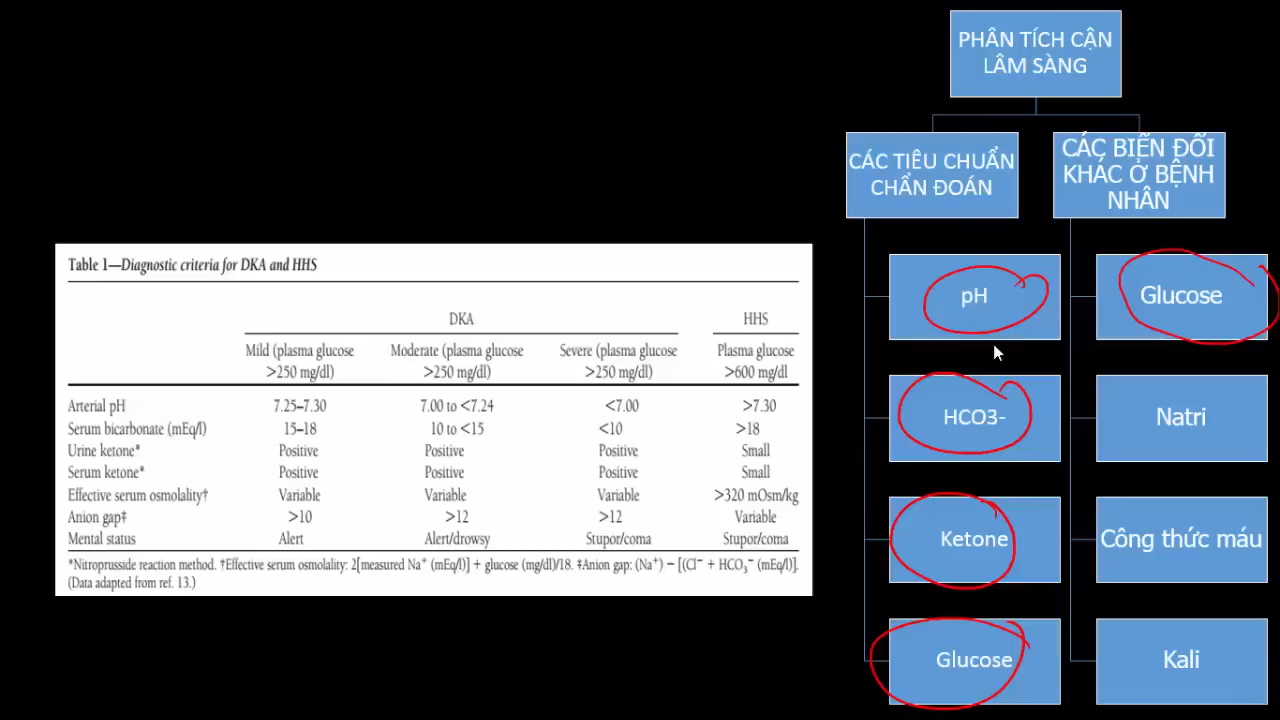 PHÂN TÍCH CẬN
LÂM SÀNG
CÁC TIÊU CHUẨN
CHẨN ĐOÁN
CÁC BIẾN ĐỔI
KHÁC Ở BỆNH
NHÂN
pH
HCO3-
Ketone
Glucose
Glucose
Natri
Công thức máu
Kali
Table 1—Diagnostic criteria for DKA and HHS
DKA HHS
Mild (plasma glucose Moderate (plasma glucose Severe (plasma glucose Plasma glucose
>250 mg/dl) >250 mg/dl) >250 mg/dl) >600 mg/dl
Arterial pH 7.25–7.30 7.00 to <7.24 <7.00 >7.30
Serum bicarbonate (mEq/l) 15–18 10 to <15 <10 >18
Urine ketone* Positive Positive Positive Small
Serum ketone* Positive Positive Positive Small
Effective serum osmolality† Variable Variable Variable >320 mOsm/kg
Anion gap‡ >10 >12 >12 Variable
Mental status Alert Alert/drowsy Stupor/coma Stupor/coma
*Nitroprusside reaction method. †Effective serum osmolality: 2[measured Na⁺ (mEq/l)] + glucose (mg/dl)/18. ‡Anion gap: (Na⁺) − [(Cl⁻ + HCO₃⁻ (mEq/l)].
(Data adapted from ref. 13.)